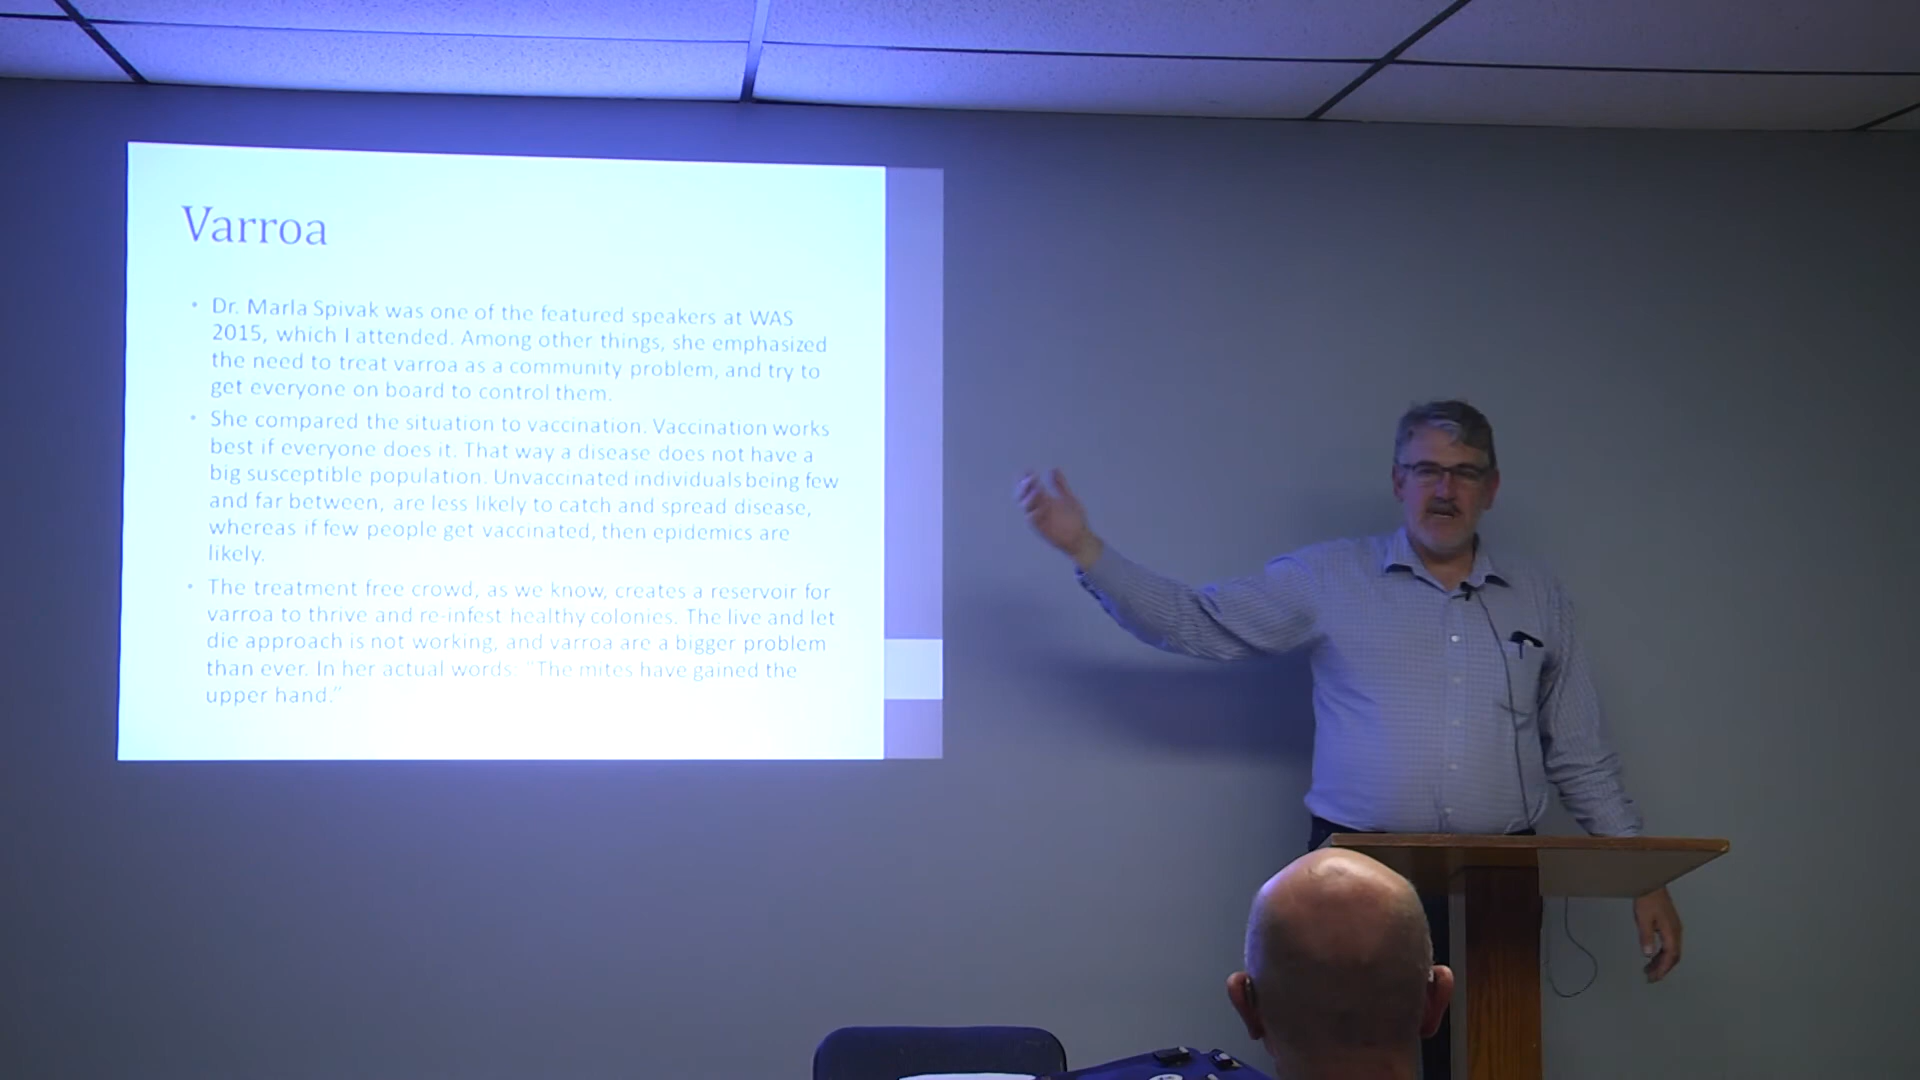 Varroa
• Dr. Marla Spivak was one of the featured speakers at WAS
2015, which I attended. Among other things, she emphasized
the need to treat varroa as a community problem, and try to
get everyone on board to control them.
• She compared the situation to vaccination. Vaccination works
best if everyone does it. That way a disease does not have a
big susceptible population. Unvaccinated individuals being few
and far between, are less likely to catch and spread disease,
whereas if few people get vaccinated, then epidemics are
likely.
• The treatment free crowd, as we know, creates a reservoir for
varroa to thrive and re-infest healthy colonies. The live and let
die approach is not working, and varroa are a bigger problem
than ever. In her actual words: "The mites have gained the
upper hand."